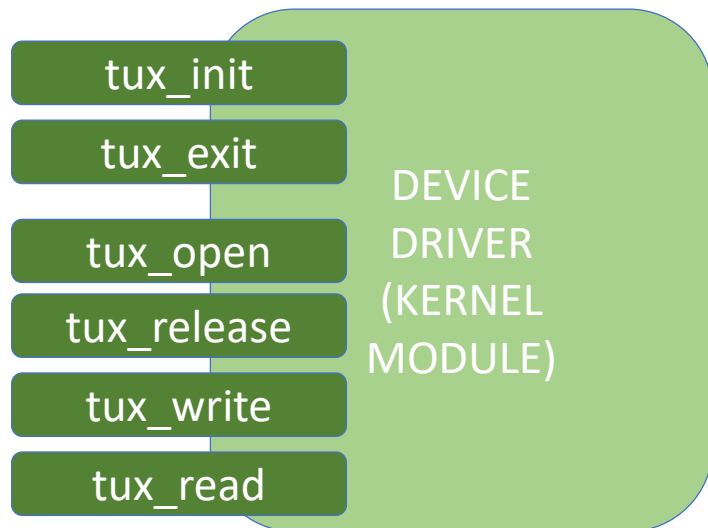 tux_init
tux_exit
tux_open
tux_release
tux_write
tux_read
DEVICE
DRIVER
(KERNEL
MODULE)